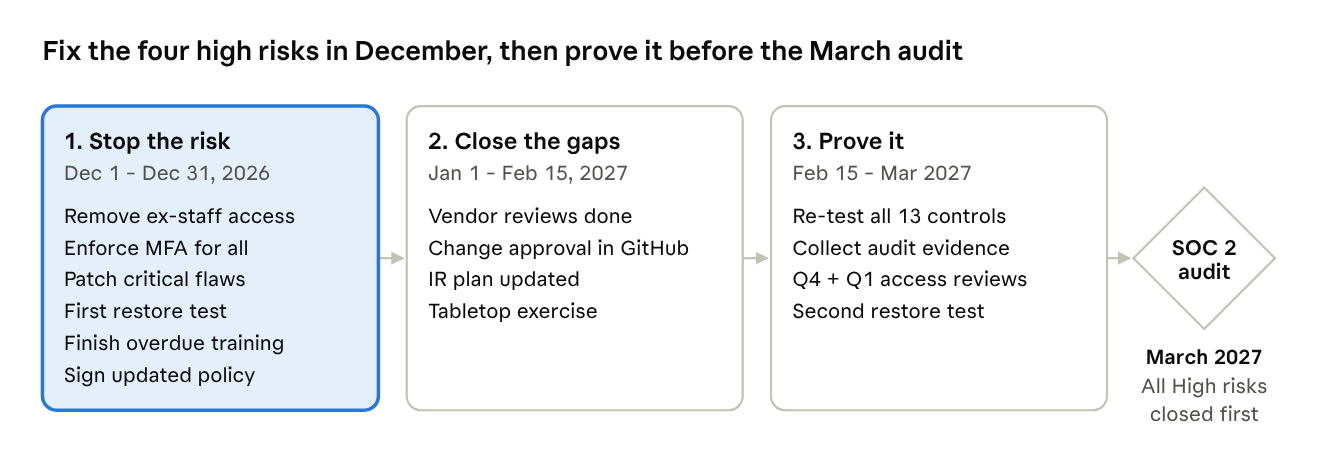 Fix the four high risks in December, then prove it before the March audit
1. Stop the risk
Dec 1 – Dec 31, 2026
Remove ex-staff access
Enforce MFA for all
Patch critical flaws
First restore test
Finish overdue training
Sign updated policy
2. Close the gaps
Jan 1 – Feb 15, 2027
Vendor reviews done
Change approval in GitHub
IR plan updated
Tabletop exercise
3. Prove it
Feb 15 – Mar 2027
Re-test all 13 controls
Collect audit evidence
Q4 + Q1 access reviews
Second restore test
SOC 2
audit
March 2027
All High risks
closed first